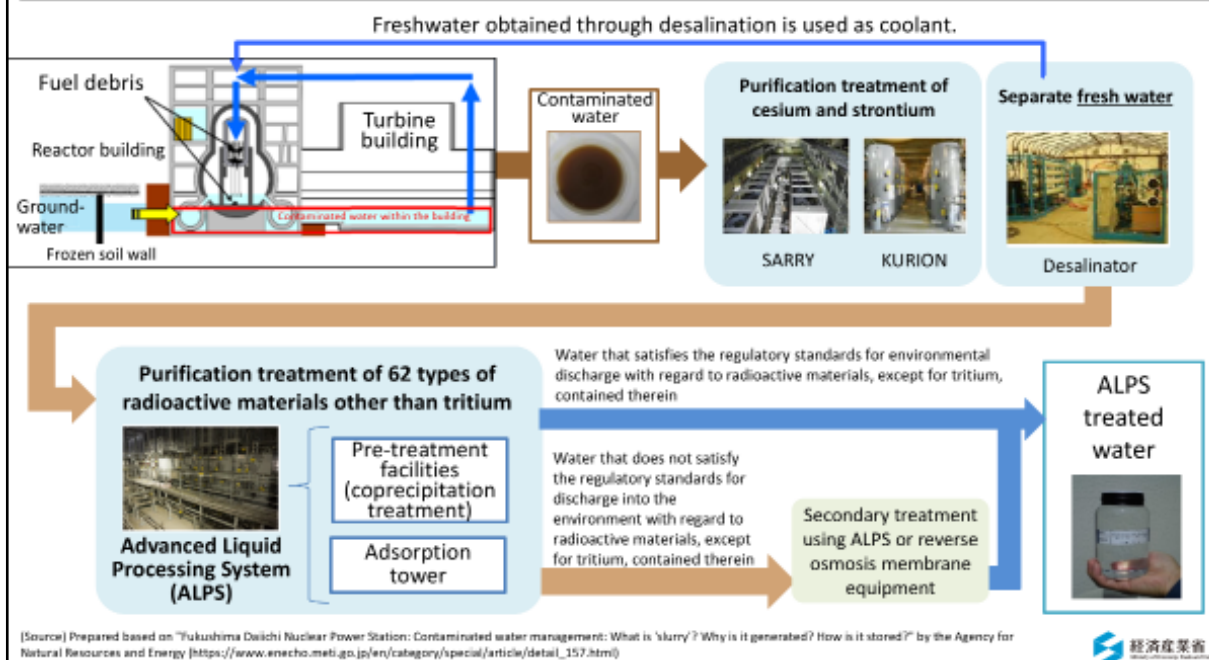 Freshwater obtained through desalination is used as coolant.
Fuel debris
Reactor building
Ground-
water
Frozen soil wall
Turbine
building
Contaminated water within the building
Contaminated
water
Purification treatment of
cesium and strontium
SARRY
KURION
Separate fresh water
Desalinator
Purification treatment of 62 types of
radioactive materials other than tritium
Advanced Liquid
Processing System
(ALPS)
Pre-treatment
facilities
(coprecipitation
treatment)
Adsorption
tower
Water that satisfies the regulatory standards for environmental
discharge with regard to radioactive materials, except for tritium,
contained therein
Water that does not satisfy
the regulatory standards for
discharge into the
environment with regard to
radioactive materials, except
for tritium, contained therein
Secondary treatment
using ALPS or reverse
osmosis membrane
equipment
ALPS
treated
water
(Source) Prepared based on "Fukushima Daiichi Nuclear Power Station: Contaminated water management: What is 'slurry'? Why is it generated? How is it stored?" by the Agency for
Natural Resources and Energy (https://www.enecho.meti.go.jp/en/category/special/article/detail_157.html)
経済産業省